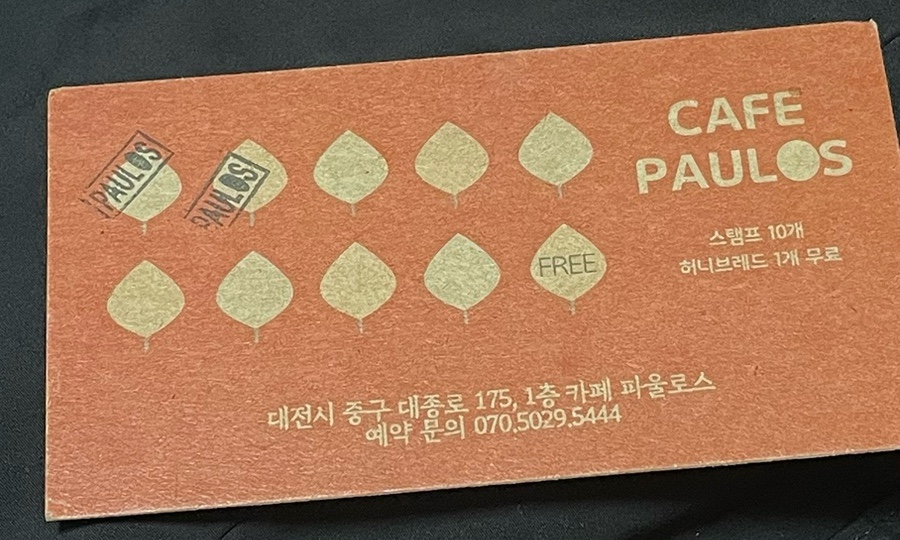 PAULOS
PAULOS
FREE
CAFE
PAULOS
스탬프 10개
허니브레드 1개 무료
대전시 중구 대종로 175, 1층 카페 파울로스
예약 문의 070.5029.5444